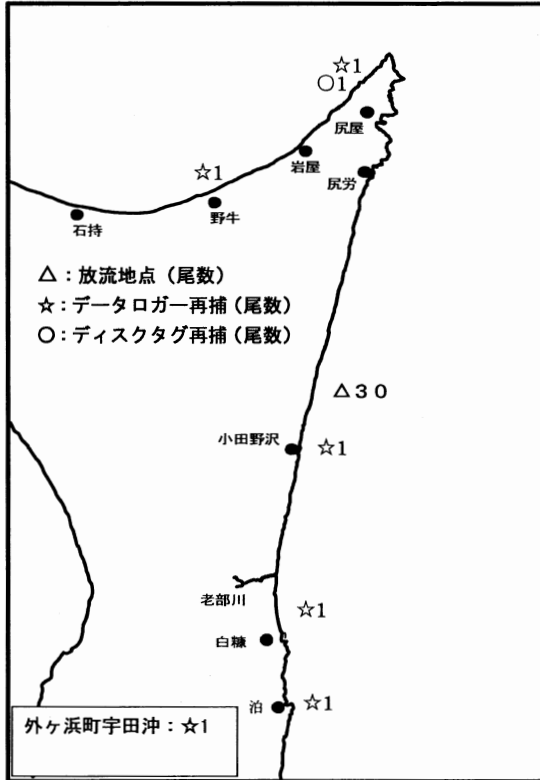 ☆1
○1
尻屋
岩屋
☆1
尻労
野牛
石持
△：放流地点（尾数）
☆：データロガー再捕（尾数）
○：ディスクタグ再捕（尾数）
△30
小田野沢
☆1
老部川
☆1
白糠
泊
☆1
外ヶ浜町宇田沖：☆1